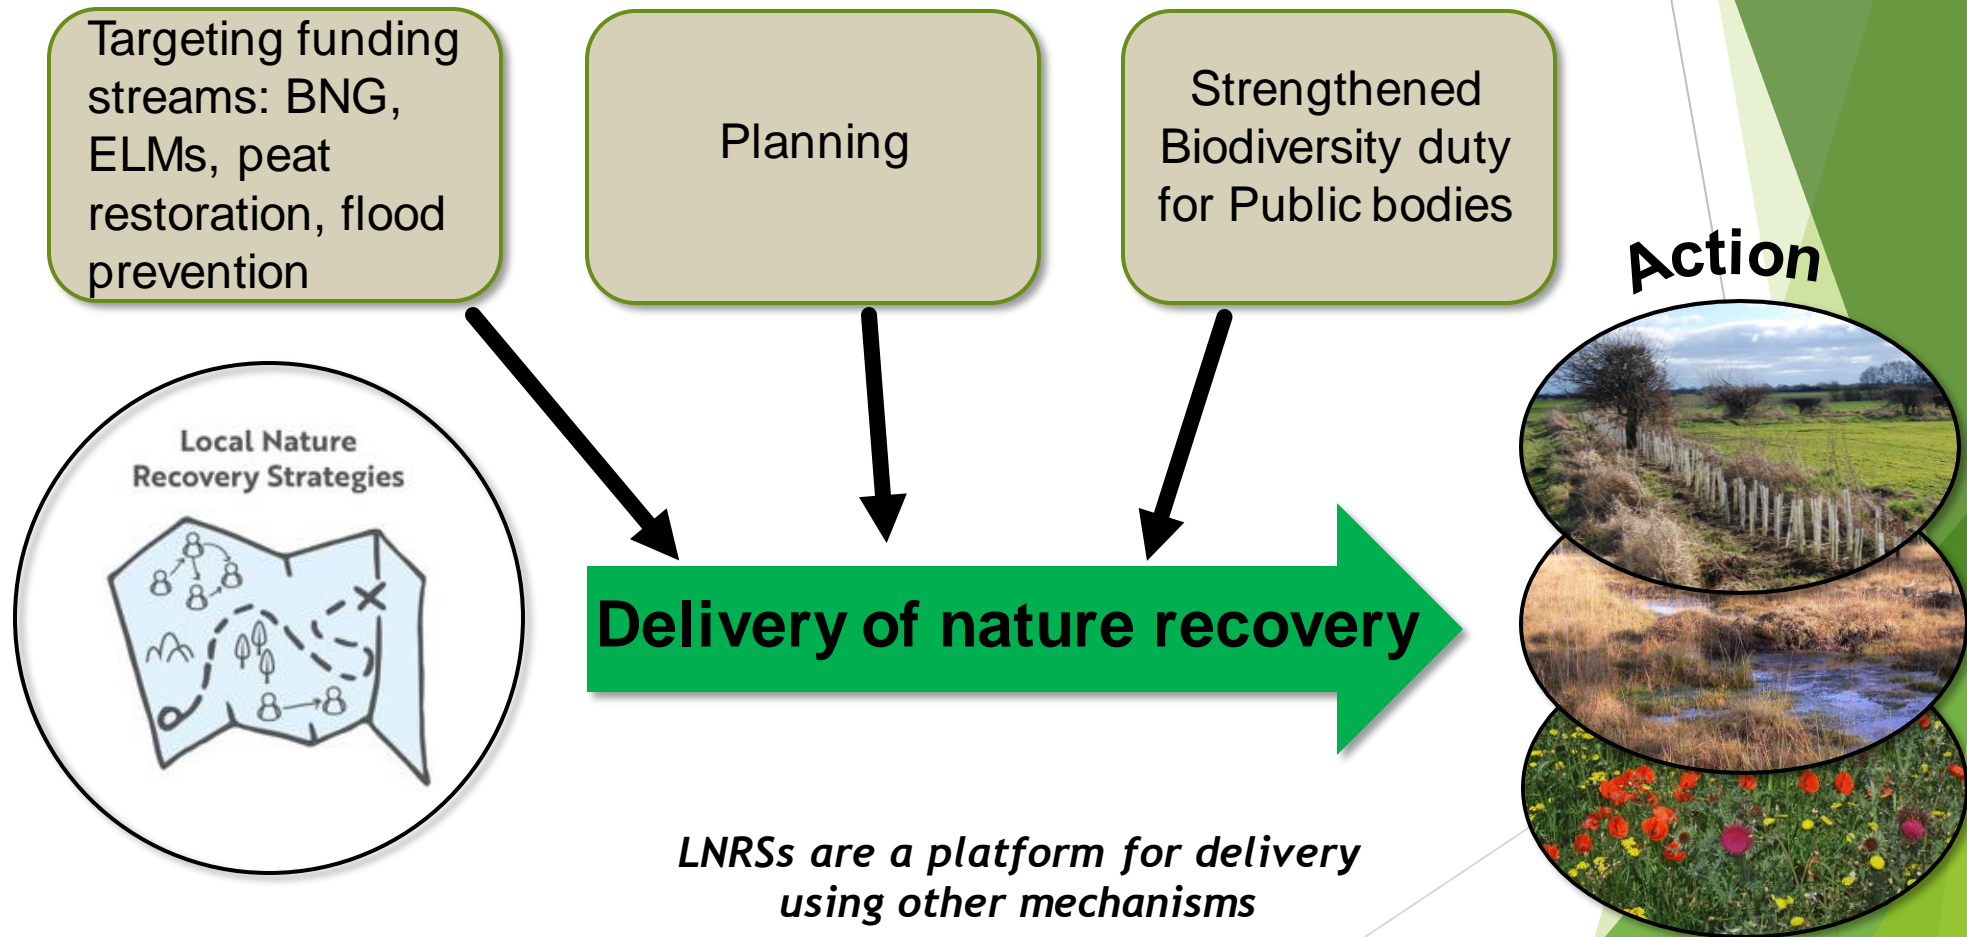 Targeting funding
streams: BNG,
ELMs, peat
restoration, flood
prevention
Planning
Strengthened
Biodiversity duty
for Public bodies
Action
Local Nature
Recovery Strategies
Delivery of nature recovery
LNRSs are a platform for delivery
using other mechanisms